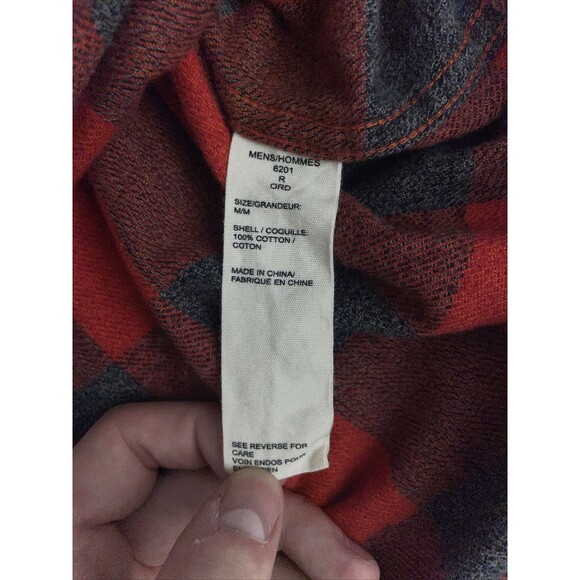 MENS/HOMMES
6201
R
ORD
SIZE/GRANDEUR:
M/M
SHELL / COQUILLE:
100% COTTON /
COTON
MADE IN CHINA/
FABRIQUÉ EN CHINE
SEE REVERSE FOR
CARE
VOIN ENDOS POUR